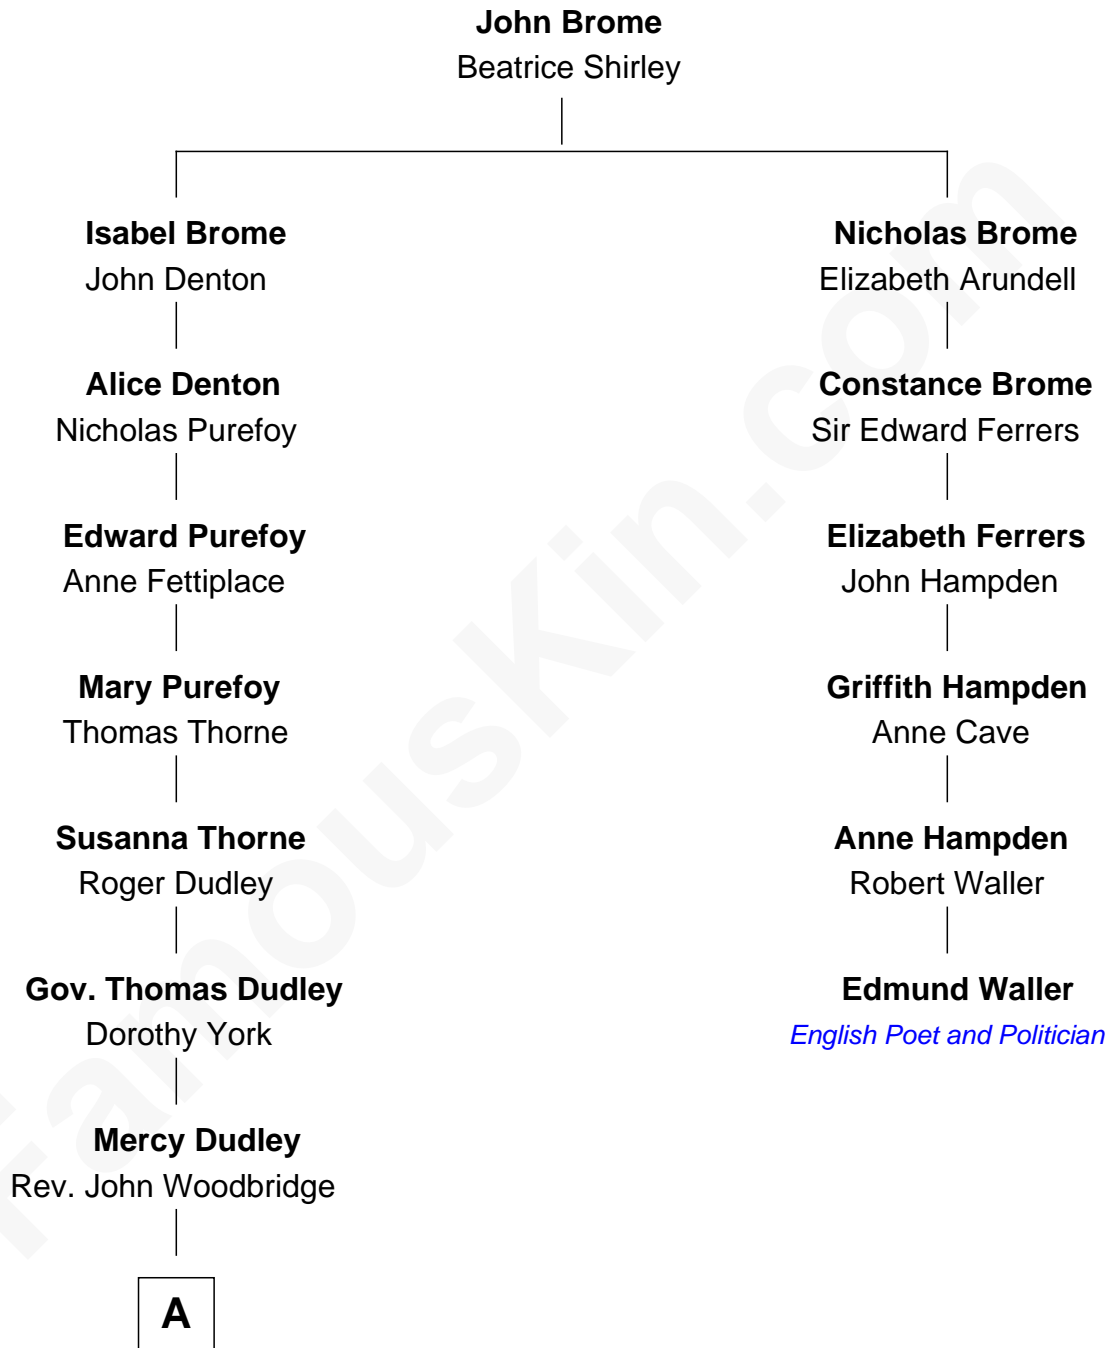 John Brome
Beatrice Shirley
Isabel Brome
John Denton
Nicholas Brome
Elizabeth Arundell
Alice Denton
Nicholas Purefoy
Constance Brome
Sir Edward Ferrers
Edward Purefoy
Anne Fettiplace
Elizabeth Ferrers
John Hampden
Mary Purefoy
Thomas Thorne
Griffith Hampden
Anne Cave
Susanna Thorne
Roger Dudley
Anne Hampden
Robert Waller
Gov. Thomas Dudley
Dorothy York
Edmund Waller
English Poet and Politician
Mercy Dudley
Rev. John Woodbridge
A
FamousKin.com